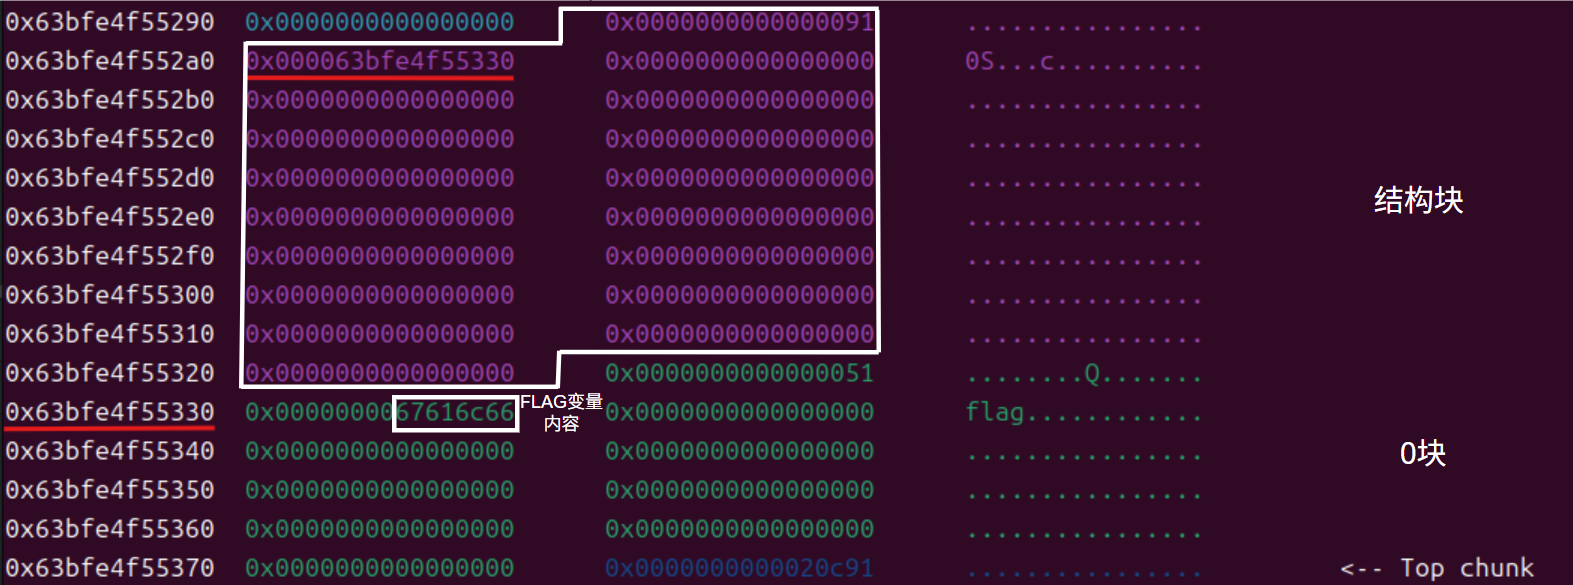 0x63bfe4f55290 0x0000000000000000 0x0000000000000091 ................
0x63bfe4f552a0 0x000063bfe4f55330 0x0000000000000000 0S...c..........
0x63bfe4f552b0 0x0000000000000000 0x0000000000000000 ................
0x63bfe4f552c0 0x0000000000000000 0x0000000000000000 ................
0x63bfe4f552d0 0x0000000000000000 0x0000000000000000 ................
0x63bfe4f552e0 0x0000000000000000 0x0000000000000000 ................ 结构块
0x63bfe4f552f0 0x0000000000000000 0x0000000000000000 ................
0x63bfe4f55300 0x0000000000000000 0x0000000000000000 ................
0x63bfe4f55310 0x0000000000000000 0x0000000000000000 ................
0x63bfe4f55320 0x0000000000000000 0x0000000000000051 ........Q.......
0x63bfe4f55330 0x0000000067616c66 FLAG变量 0x0000000000000000 flag............
内容
0x63bfe4f55340 0x0000000000000000 0x0000000000000000 ................ 0块
0x63bfe4f55350 0x0000000000000000 0x0000000000000000 ................
0x63bfe4f55360 0x0000000000000000 0x0000000000000000 ................
0x63bfe4f55370 0x0000000000000000 0x0000000000020c91 ................ <-- Top chunk